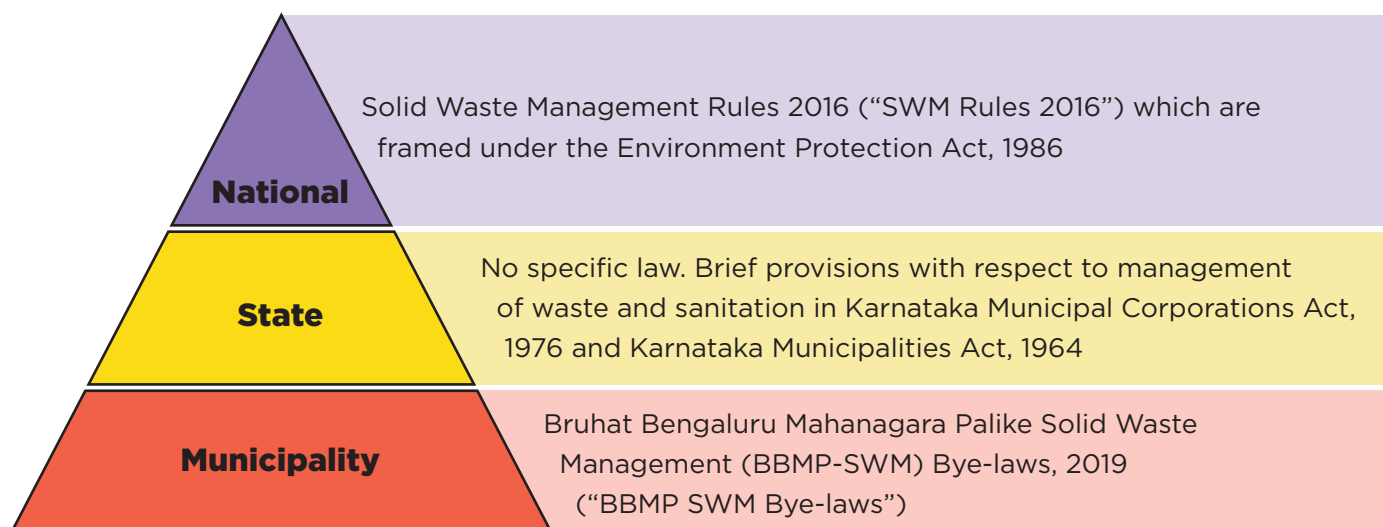 Solid Waste Management Rules 2016 (“SWM Rules 2016”) which are
framed under the Environment Protection Act, 1986
National
No specific law. Brief provisions with respect to management
of waste and sanitation in Karnataka Municipal Corporations Act,
1976 and Karnataka Municipalities Act, 1964
State
Bruhat Bengaluru Mahanagara Palike Solid Waste
Management (BBMP-SWM) Bye-laws, 2019
(“BBMP SWM Bye-laws”)
Municipality